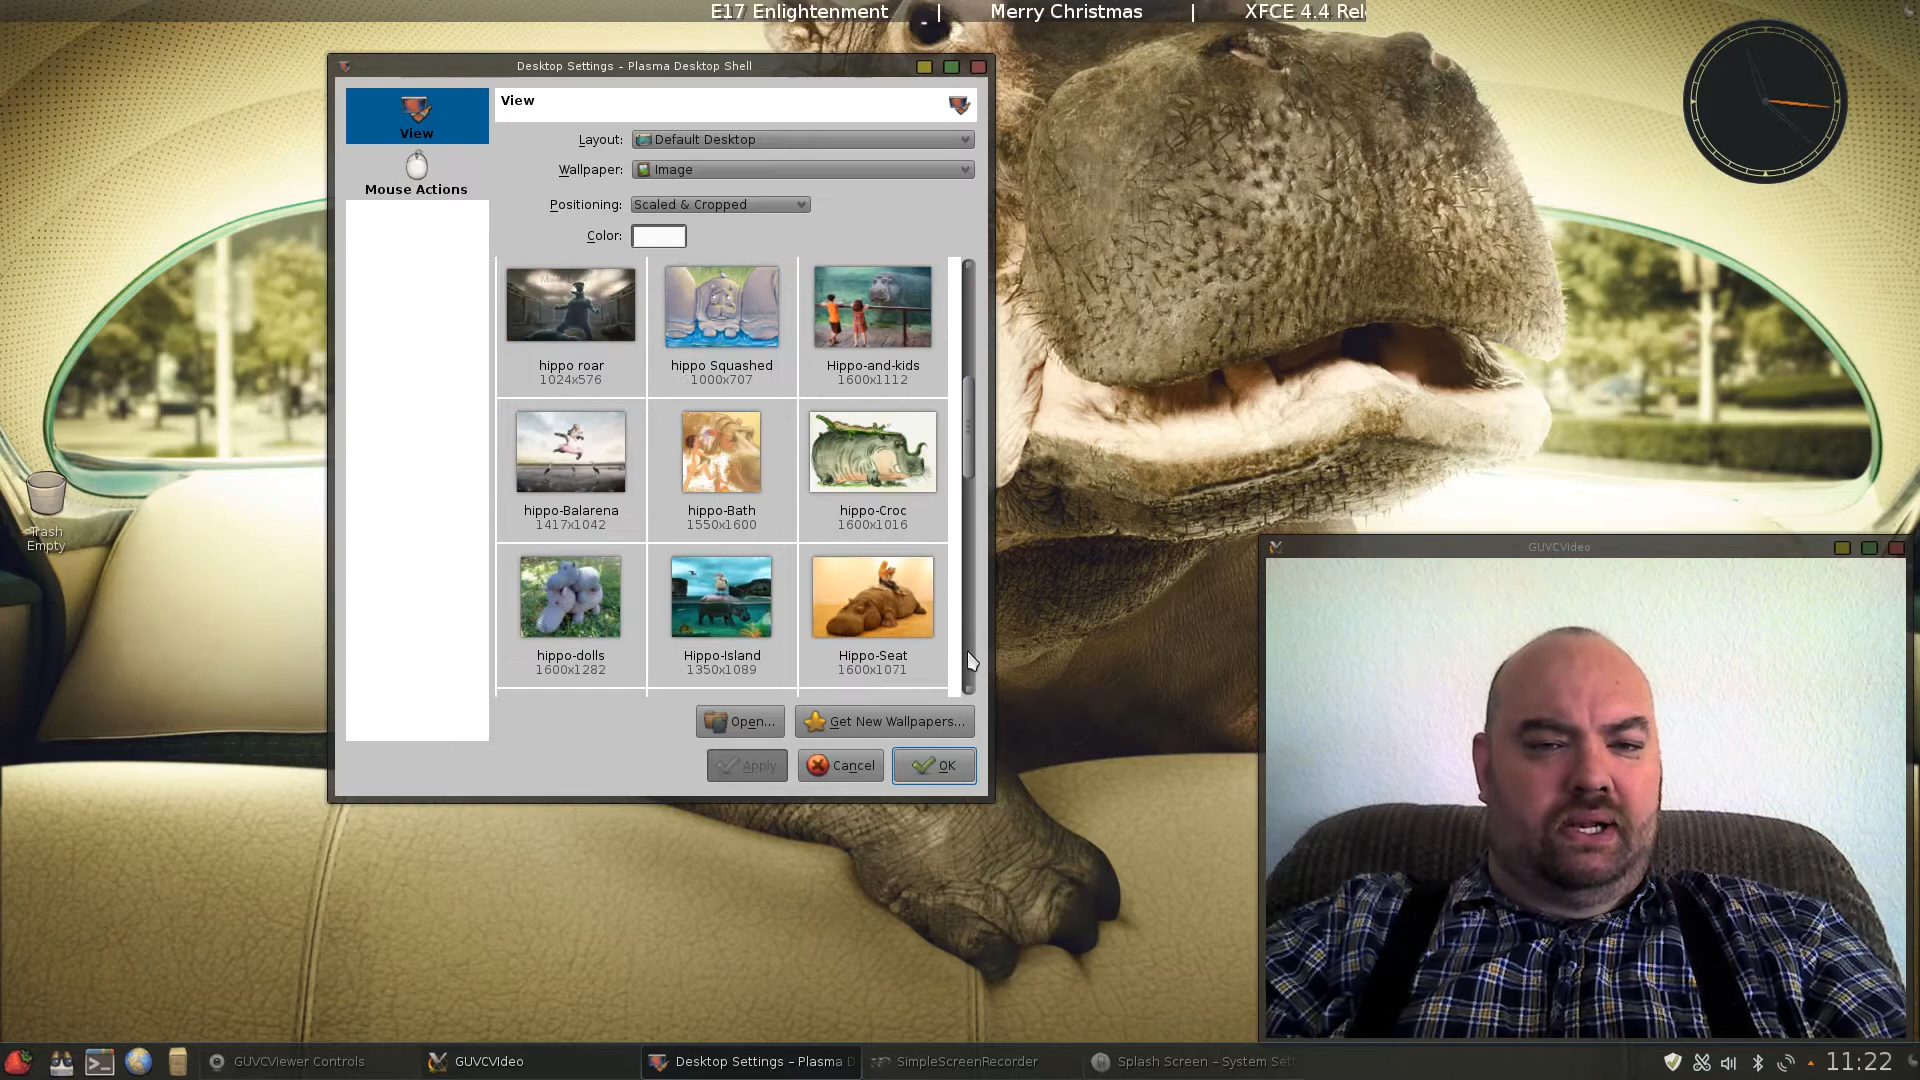 E17 Enlightenment | Merry Christmas | XFCE 4.4 Rel
Desktop Settings – Plasma Desktop Shell
View
View
Mouse Actions
Layout: Default Desktop
Wallpaper: Image
Positioning: Scaled & Cropped
Color:
hippo roar
1024x576
hippo Squashed
1000x707
Hippo-and-kids
1600x1112
hippo-Balarena
1417x1042
hippo-Bath
1550x1600
hippo-Croc
1600x1016
hippo-dolls
1600x1282
Hippo-Island
1350x1089
Hippo-Seat
1600x1071
Open...
Get New Wallpapers...
Apply
Cancel
OK
Trash
Empty
GUVCVIdeo
GUVCViewer Controls
GUVCVIdeo
Desktop Settings – Plasma D
SimpleScreenRecorder
Splash Screen – System Set
11:22